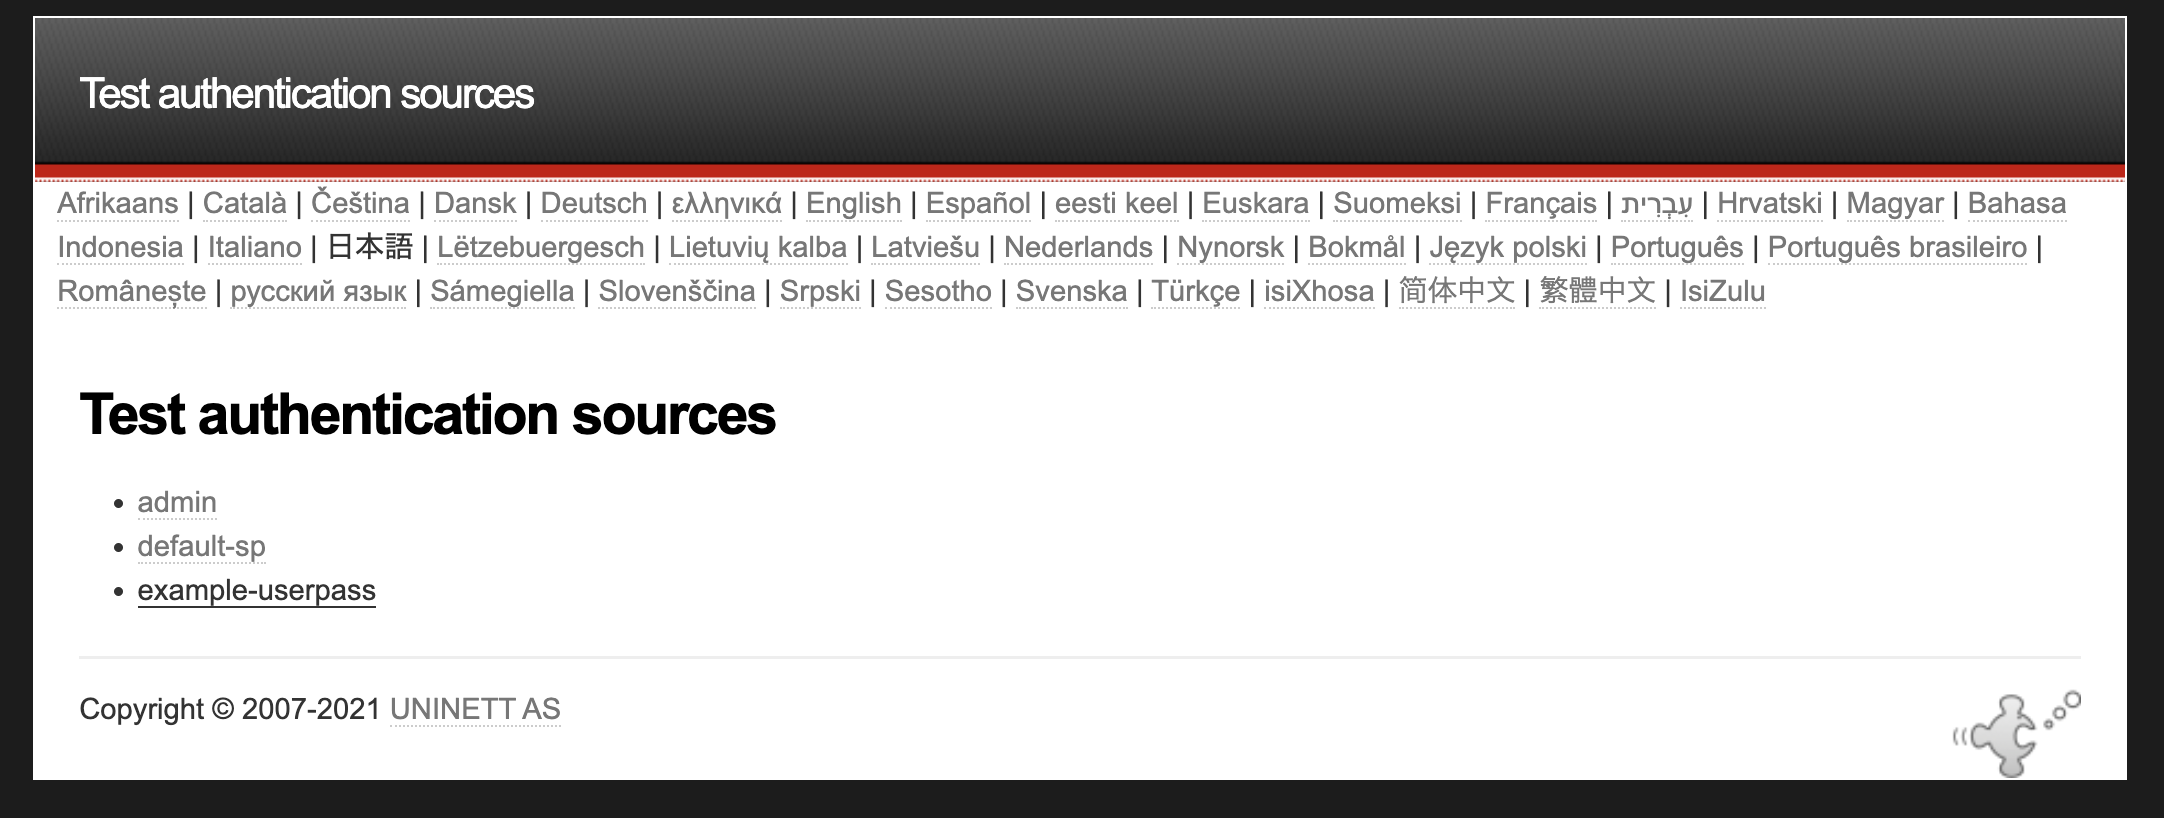 Test authentication sources
Afrikaans | Català | Čeština | Dansk | Deutsch | ελληνικά | English | Español | eesti keel | Euskara | Suomeksi | Français | עִבְרִית | Hrvatski | Magyar | Bahasa
Indonesia | Italiano | 日本語 | Lëtzebuergesch | Lietuvių kalba | Latviešu | Nederlands | Nynorsk | Bokmål | Język polski | Português | Português brasileiro |
Românește | русский язык | Sámegiella | Slovenščina | Srpski | Sesotho | Svenska | Türkçe | isiXhosa | 简体中文 | 繁體中文 | IsiZulu
Test authentication sources
• admin
• default-sp
• example-userpass
Copyright © 2007-2021 UNINETT AS